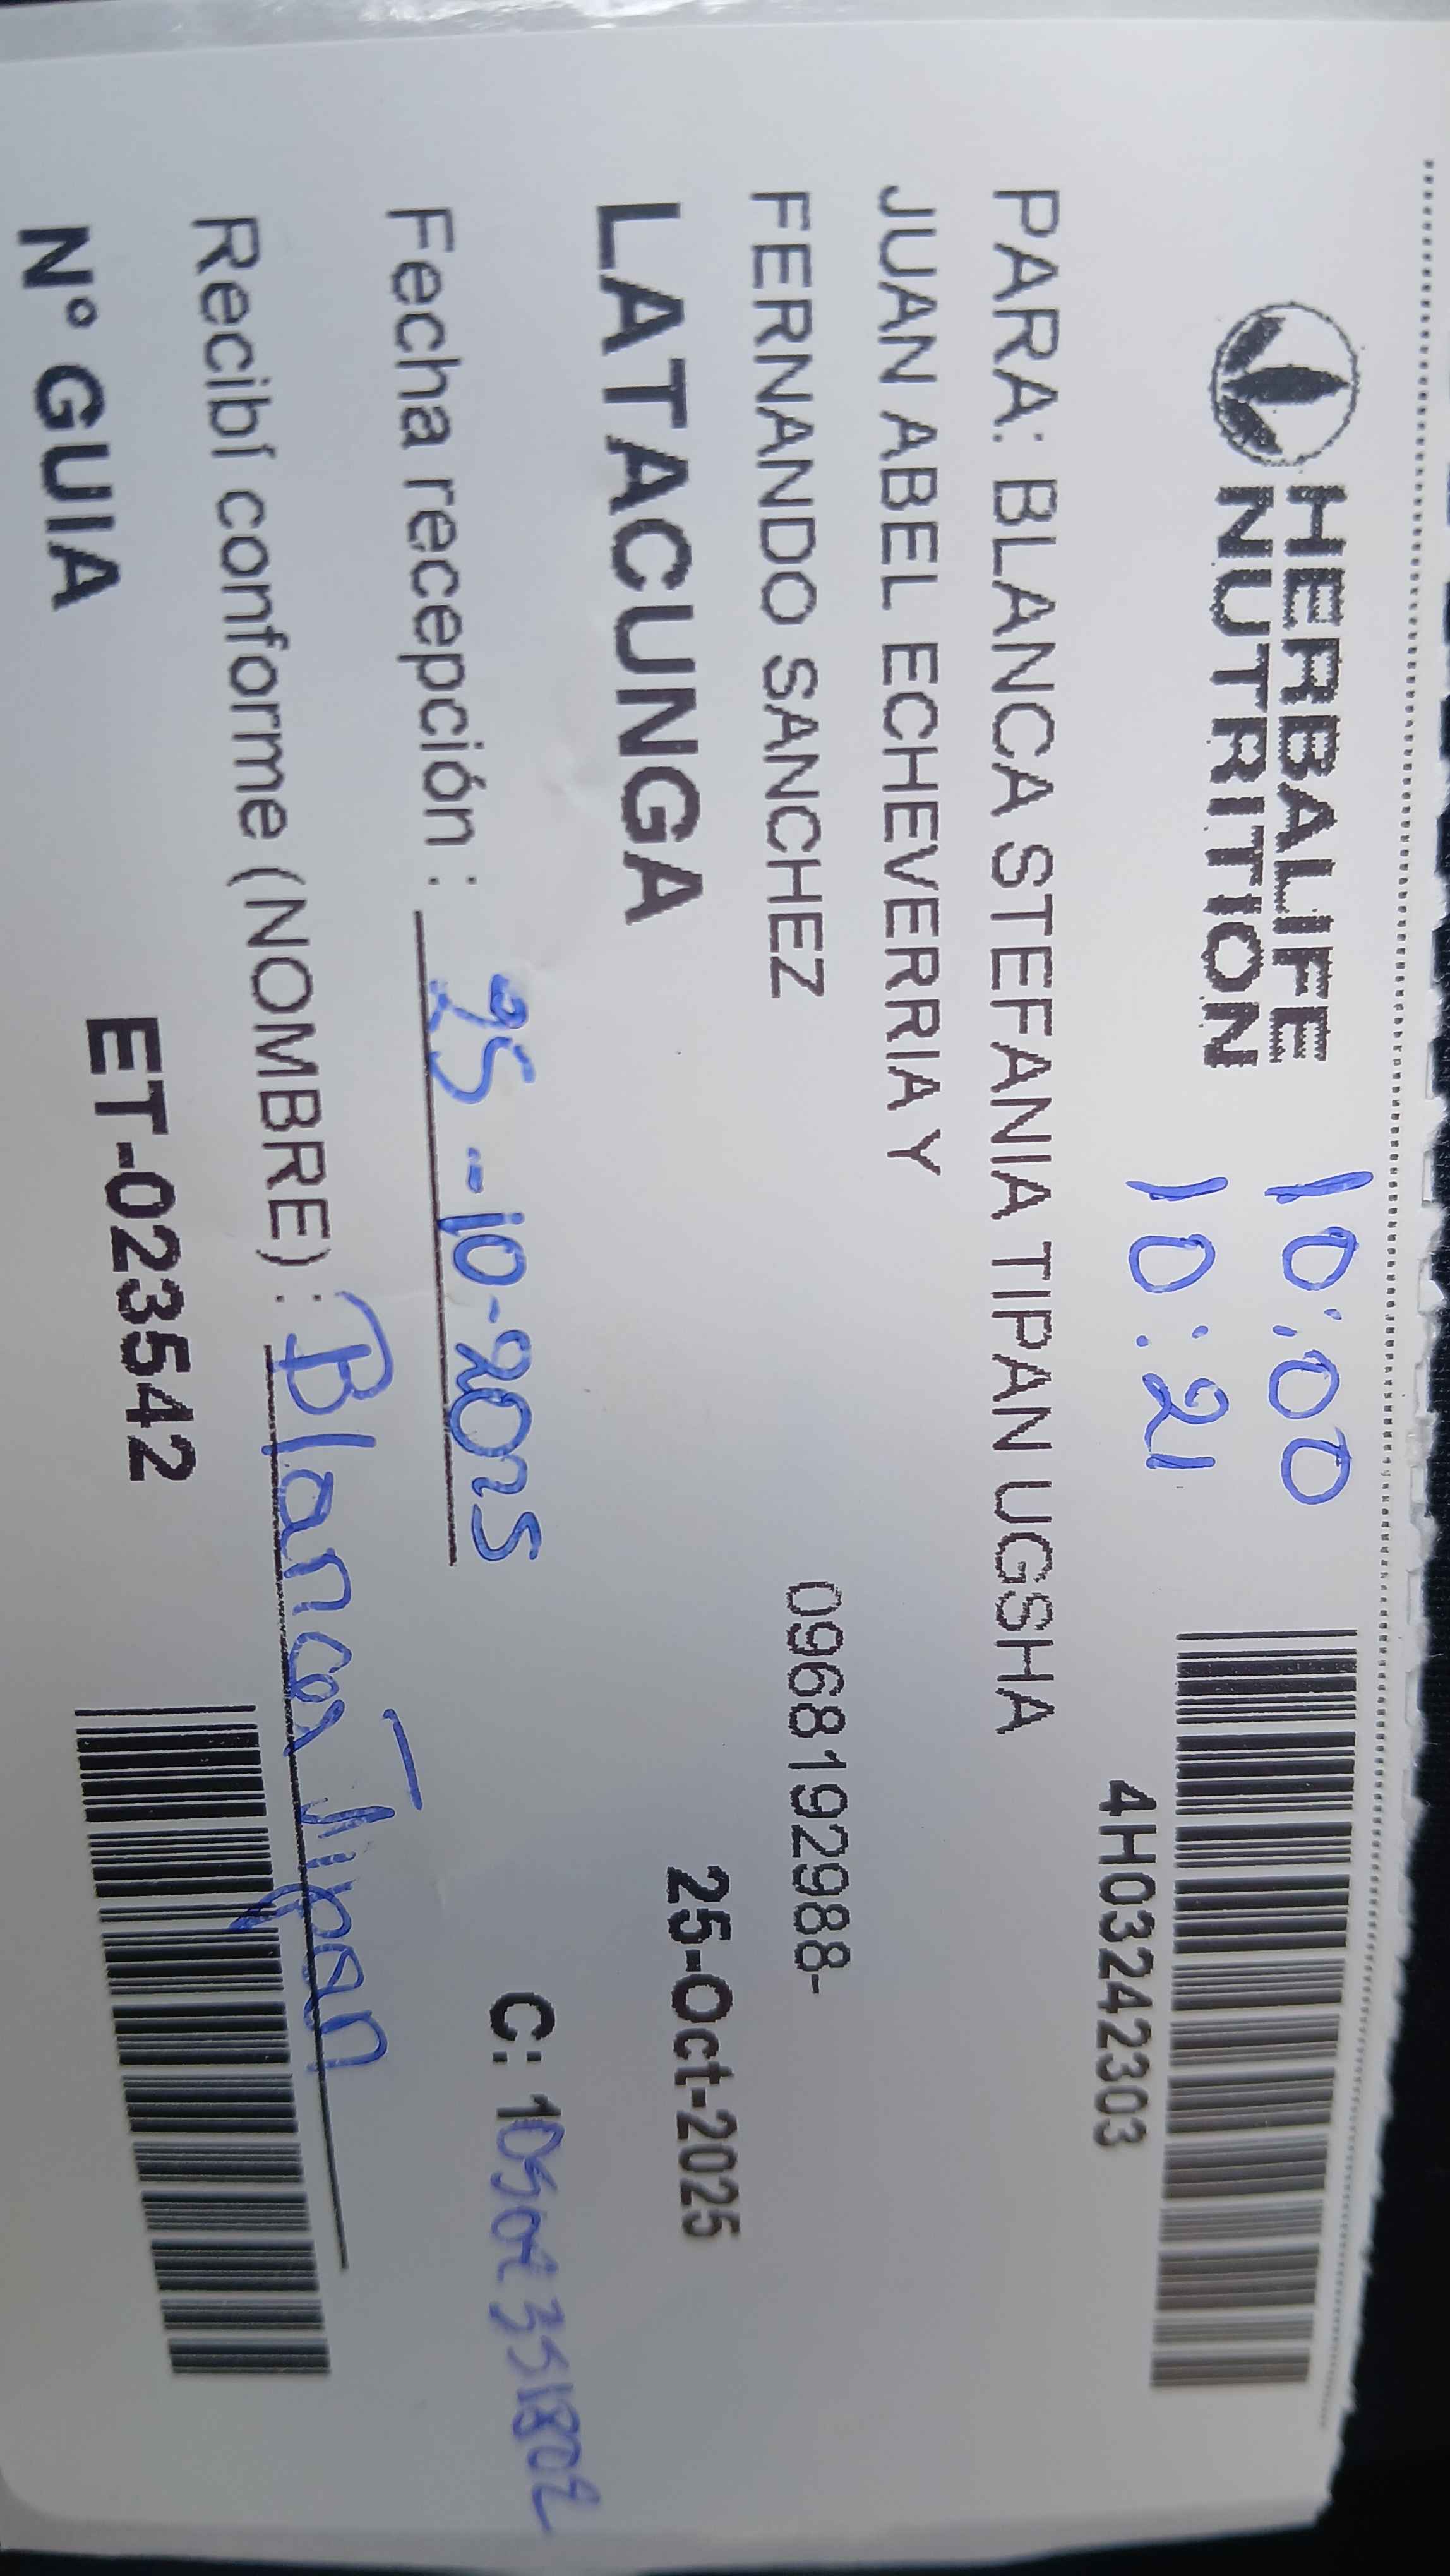 HERBALIFE
NUTRITION
10:00
10:21
4H03242303
PARA: BLANCA STEFANIA TIPAN UGSHA
JUAN ABEL ECHEVERRIA Y
FERNANDO SANCHEZ
0968192988-
LATACUNGA
25-Oct-2025
Fecha recepción : 25-10-2025
C: 1
Recibí conforme (NOMBRE) : Blanca Tipan
N° GUIA ET-023542